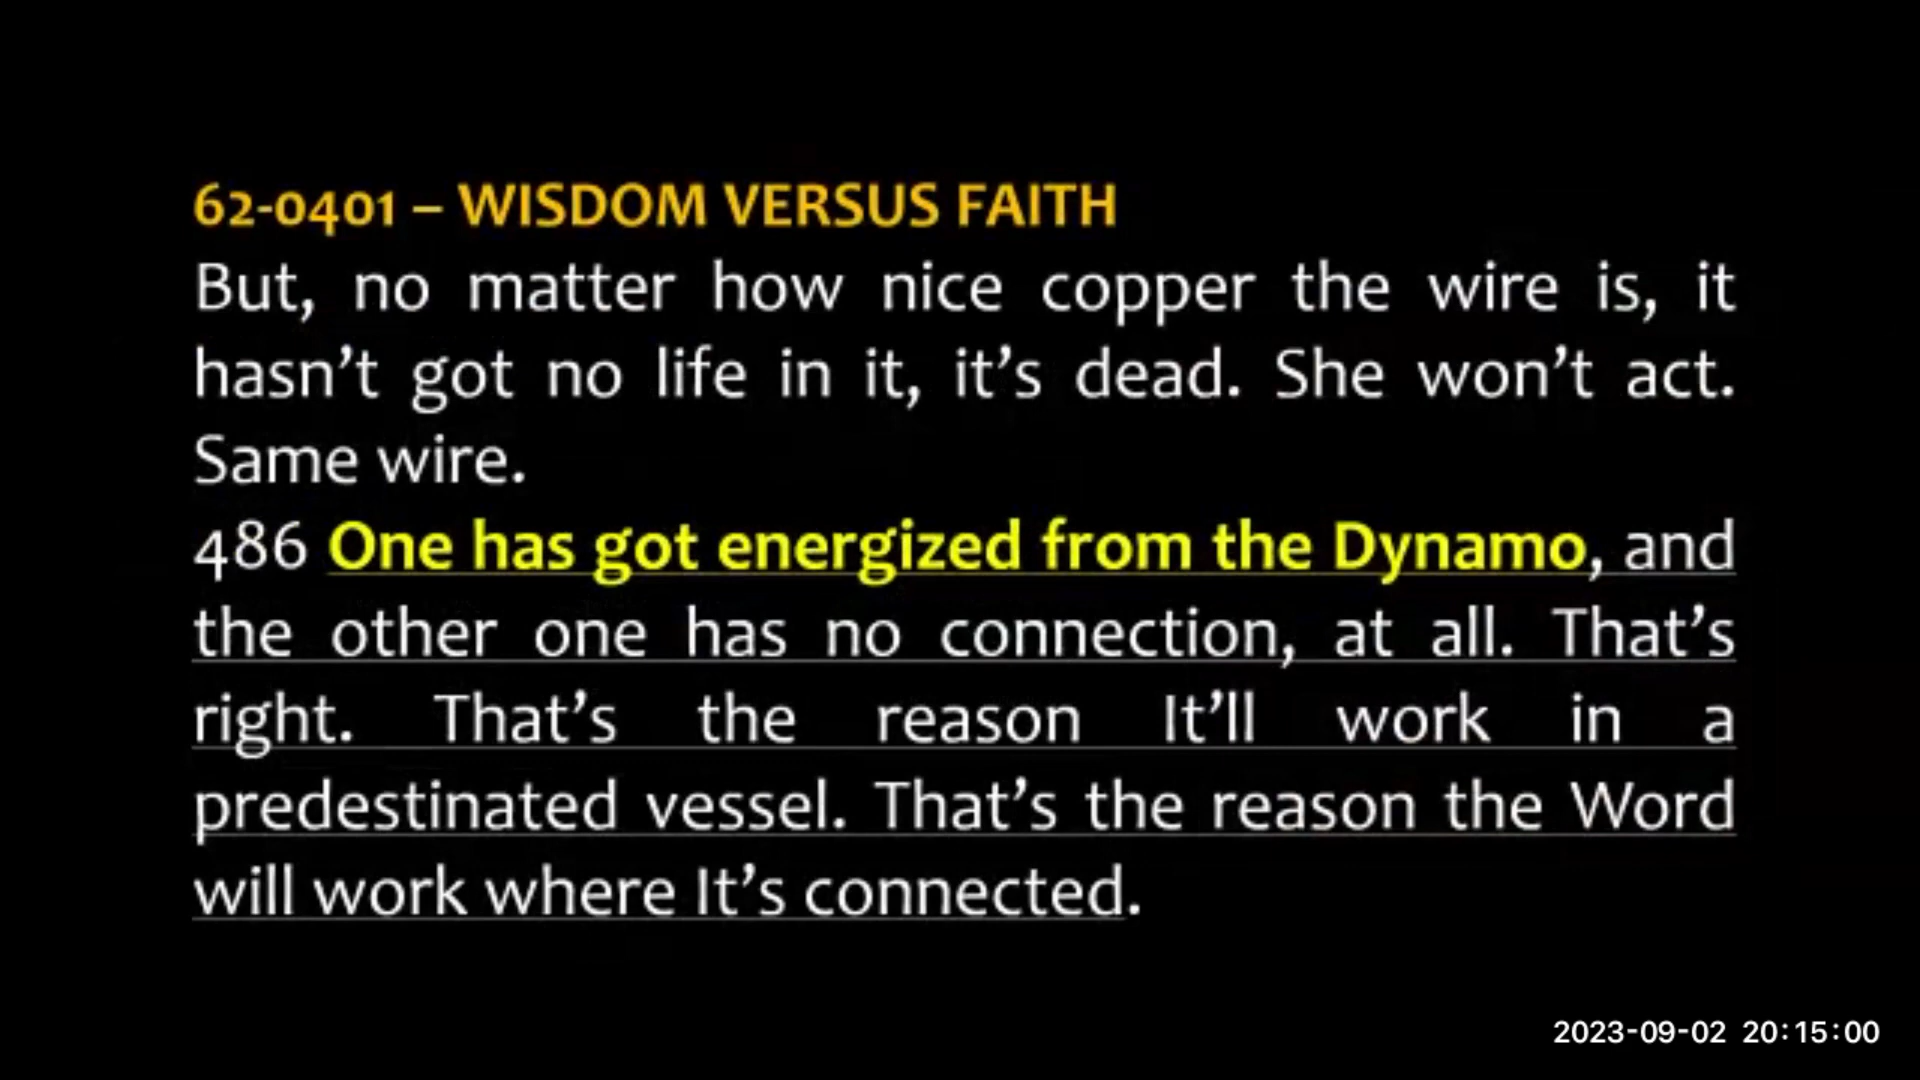 62-0401 – WISDOM VERSUS FAITH
But, no matter how nice copper the wire is, it
hasn’t got no life in it, it’s dead. She won’t act.
Same wire.
486 One has got energized from the Dynamo, and
the other one has no connection, at all. That’s
right. That’s the reason It’ll work in a
predestinated vessel. That’s the reason the Word
will work where It’s connected.
2023-09-02 20:15:00